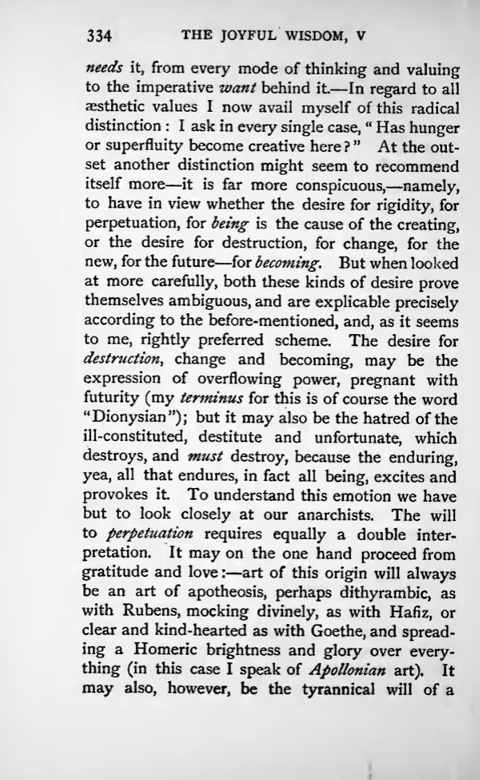 334 THE JOYFUL WISDOM, V
needs it, from every mode of thinking and valuing
to the imperative want behind it.—In regard to all
æsthetic values I now avail myself of this radical
distinction : I ask in every single case, “ Has hunger
or superfluity become creative here ? ” At the out-
set another distinction might seem to recommend
itself more—it is far more conspicuous,—namely,
to have in view whether the desire for rigidity, for
perpetuation, for being is the cause of the creating,
or the desire for destruction, for change, for the
new, for the future—for becoming. But when looked
at more carefully, both these kinds of desire prove
themselves ambiguous, and are explicable precisely
according to the before-mentioned, and, as it seems
to me, rightly preferred scheme. The desire for
destruction, change and becoming, may be the
expression of overflowing power, pregnant with
futurity (my terminus for this is of course the word
“Dionysian”); but it may also be the hatred of the
ill-constituted, destitute and unfortunate, which
destroys, and must destroy, because the enduring,
yea, all that endures, in fact all being, excites and
provokes it. To understand this emotion we have
but to look closely at our anarchists. The will
to perpetuation requires equally a double inter-
pretation. It may on the one hand proceed from
gratitude and love :—art of this origin will always
be an art of apotheosis, perhaps dithyrambic, as
with Rubens, mocking divinely, as with Hafiz, or
clear and kind-hearted as with Goethe, and spread-
ing a Homeric brightness and glory over every-
thing (in this case I speak of Apollonian art). It
may also, however, be the tyrannical will of a